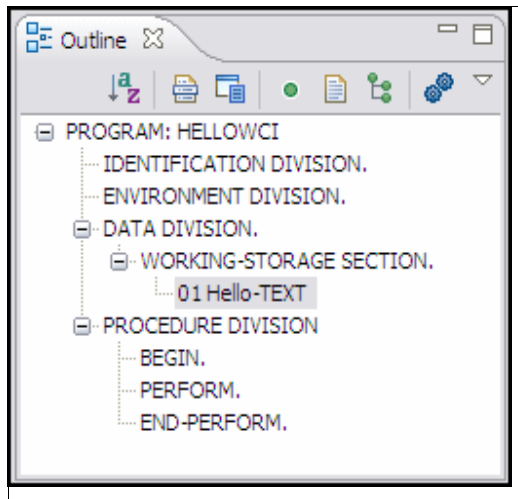 Outline
a
z
PROGRAM: HELLOWCI
IDENTIFICATION DIVISION.
ENVIRONMENT DIVISION.
DATA DIVISION.
WORKING-STORAGE SECTION.
01 Hello-TEXT
PROCEDURE DIVISION
BEGIN.
PERFORM.
END-PERFORM.